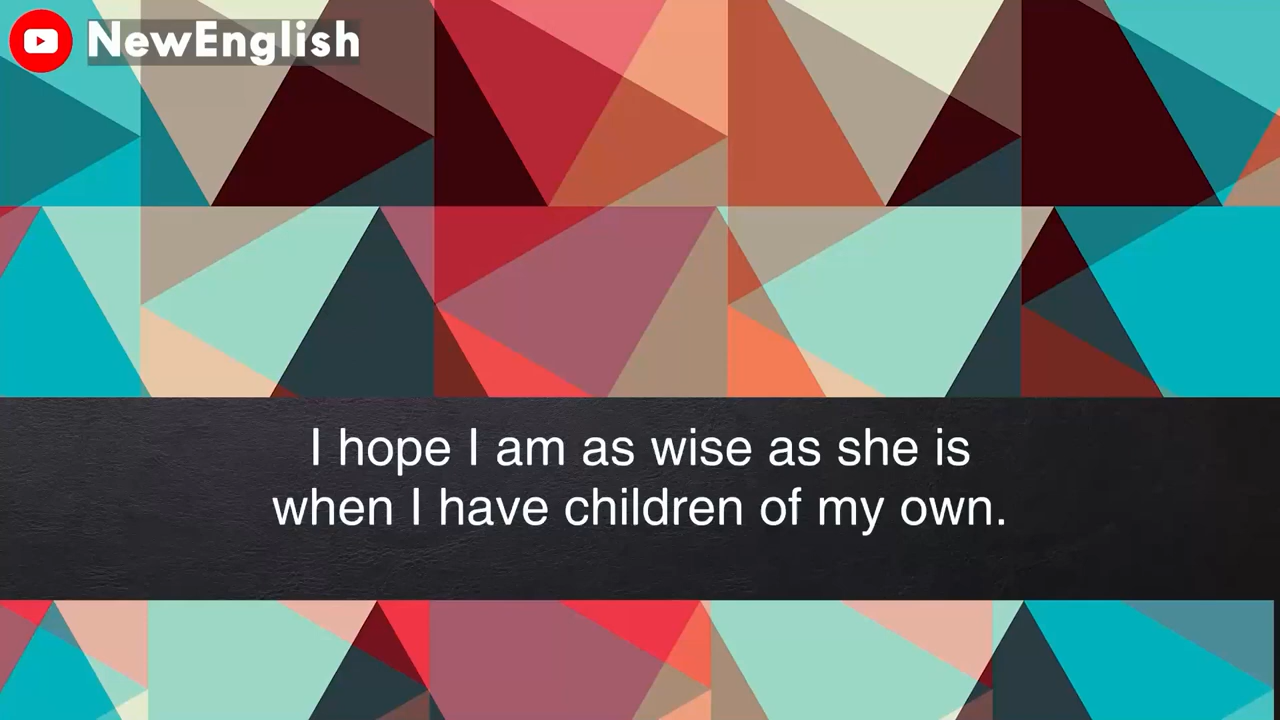 NewEnglish
I hope I am as wise as she is
when I have children of my own.